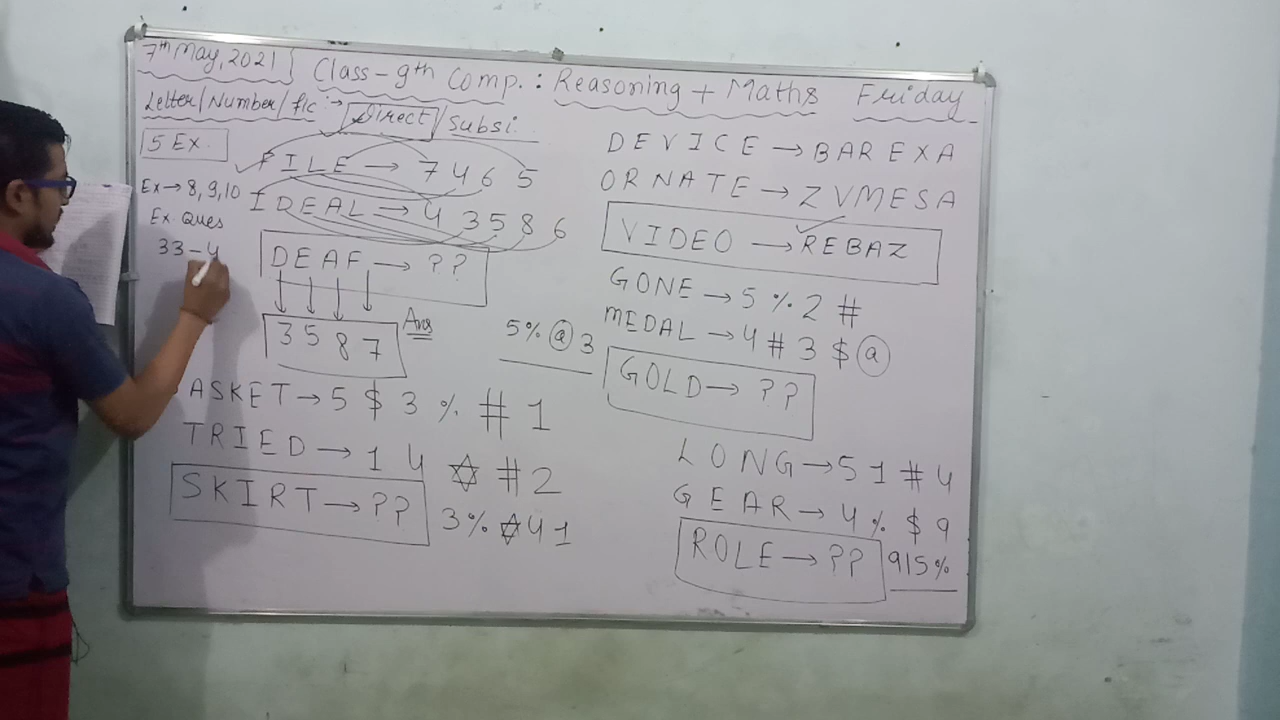 7th May, 2021 | Class - 9th Comp. : Reasoning + Maths Friday
Letter/Number/fic :- Direct / Subsi.
5 Ex.
FILE → 7 4 6 5
Ex → 8, 9, 10
IDEAL → 4 3 5 8 6
Ex. Ques
33 - 4
DEAF → ??
3 5 8 7 Ans
ASKET → 5 $ 3 % # 1
TRIED → 1 4 ✡ # 2
SKIRT → ??
3 % ✡ 4 1
DEVICE → BAREXA
ORNATE → ZVMESA
VIDEO → REBAZ
GONE → 5 % 2 #
MEDAL → 4 # 3 $ @
5 % @ 3
GOLD → ??
LONG → 5 1 # 4
GEAR → 4 % $ 9
ROLE → ?? 915%